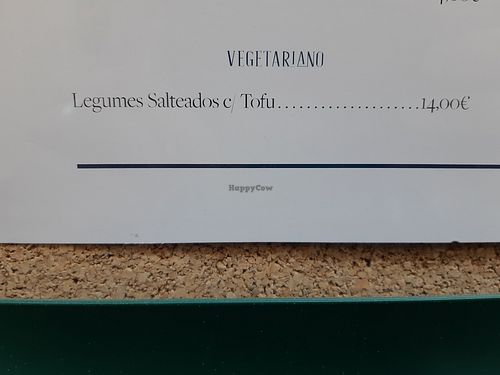 VEGETARIANO
Legumes Salteados c/ Tofu....................14,00€
HappyCow